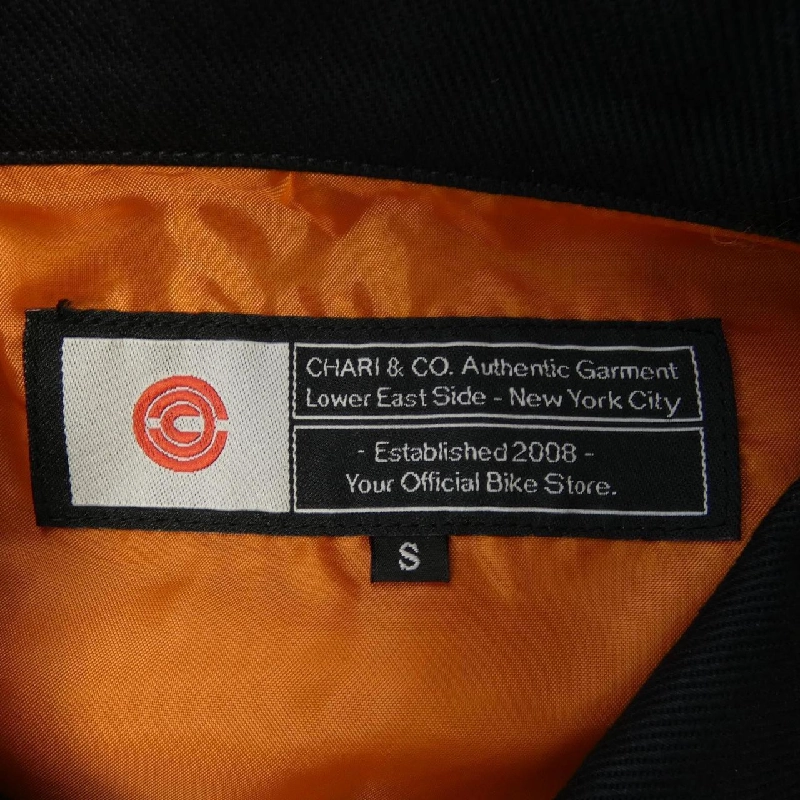 CHARI & CO. Authentic Garment
Lower East Side - New York City
- Established 2008 -
Your Official Bike Store.
S